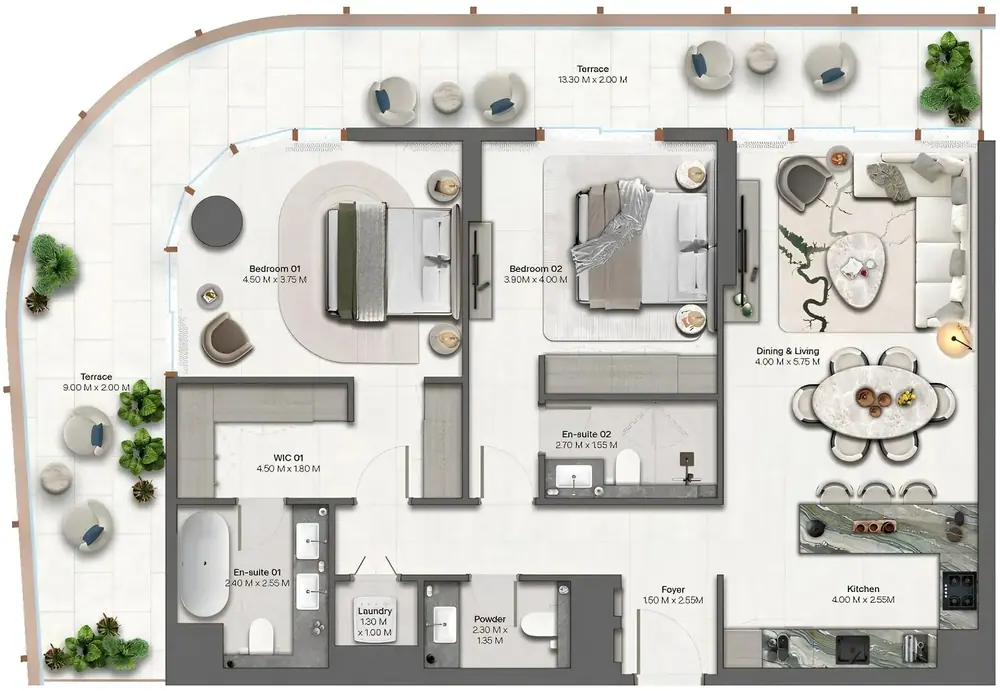 Terrace
13.30 M x 2.00 M
Bedroom 01
4.50 M x 3.75 M
Bedroom 02
3.90M x 4.00 M
Dining & Living
4.00 M x 5.75 M
Terrace
9.00 M x 2.00 M
WIC 01
4.50 M x 1.80 M
En-suite 02
2.70 M x 1.55 M
En-suite 01
2.40 M x 2.55 M
Laundry
1.30 M
x 1.00 M
Powder
2.30 M x
1.35 M
Foyer
1.50 M x 2.55M
Kitchen
4.00 M x 2.55M